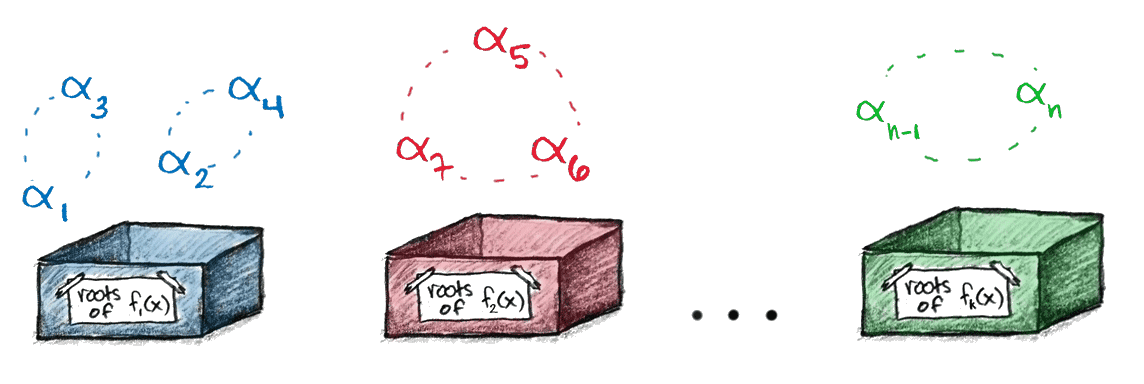 α₃
α₄
α₁
α₂
α₅
α₇
α₆
αₙ₋₁
αₙ
roots
of f₁(x)
roots
of f₂(x)
...
roots
of fₖ(x)